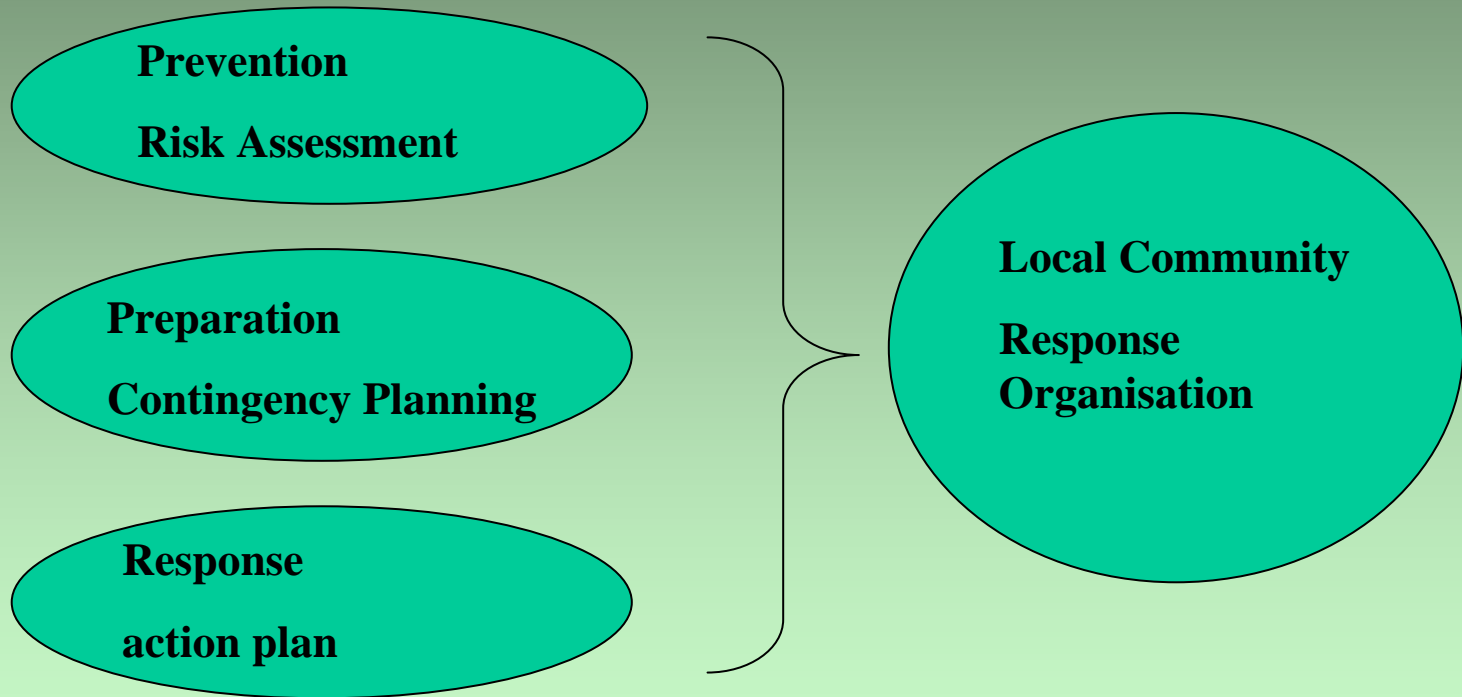 Prevention
Risk Assessment
Preparation
Contingency Planning
Response
action plan
Local Community
Response
Organisation